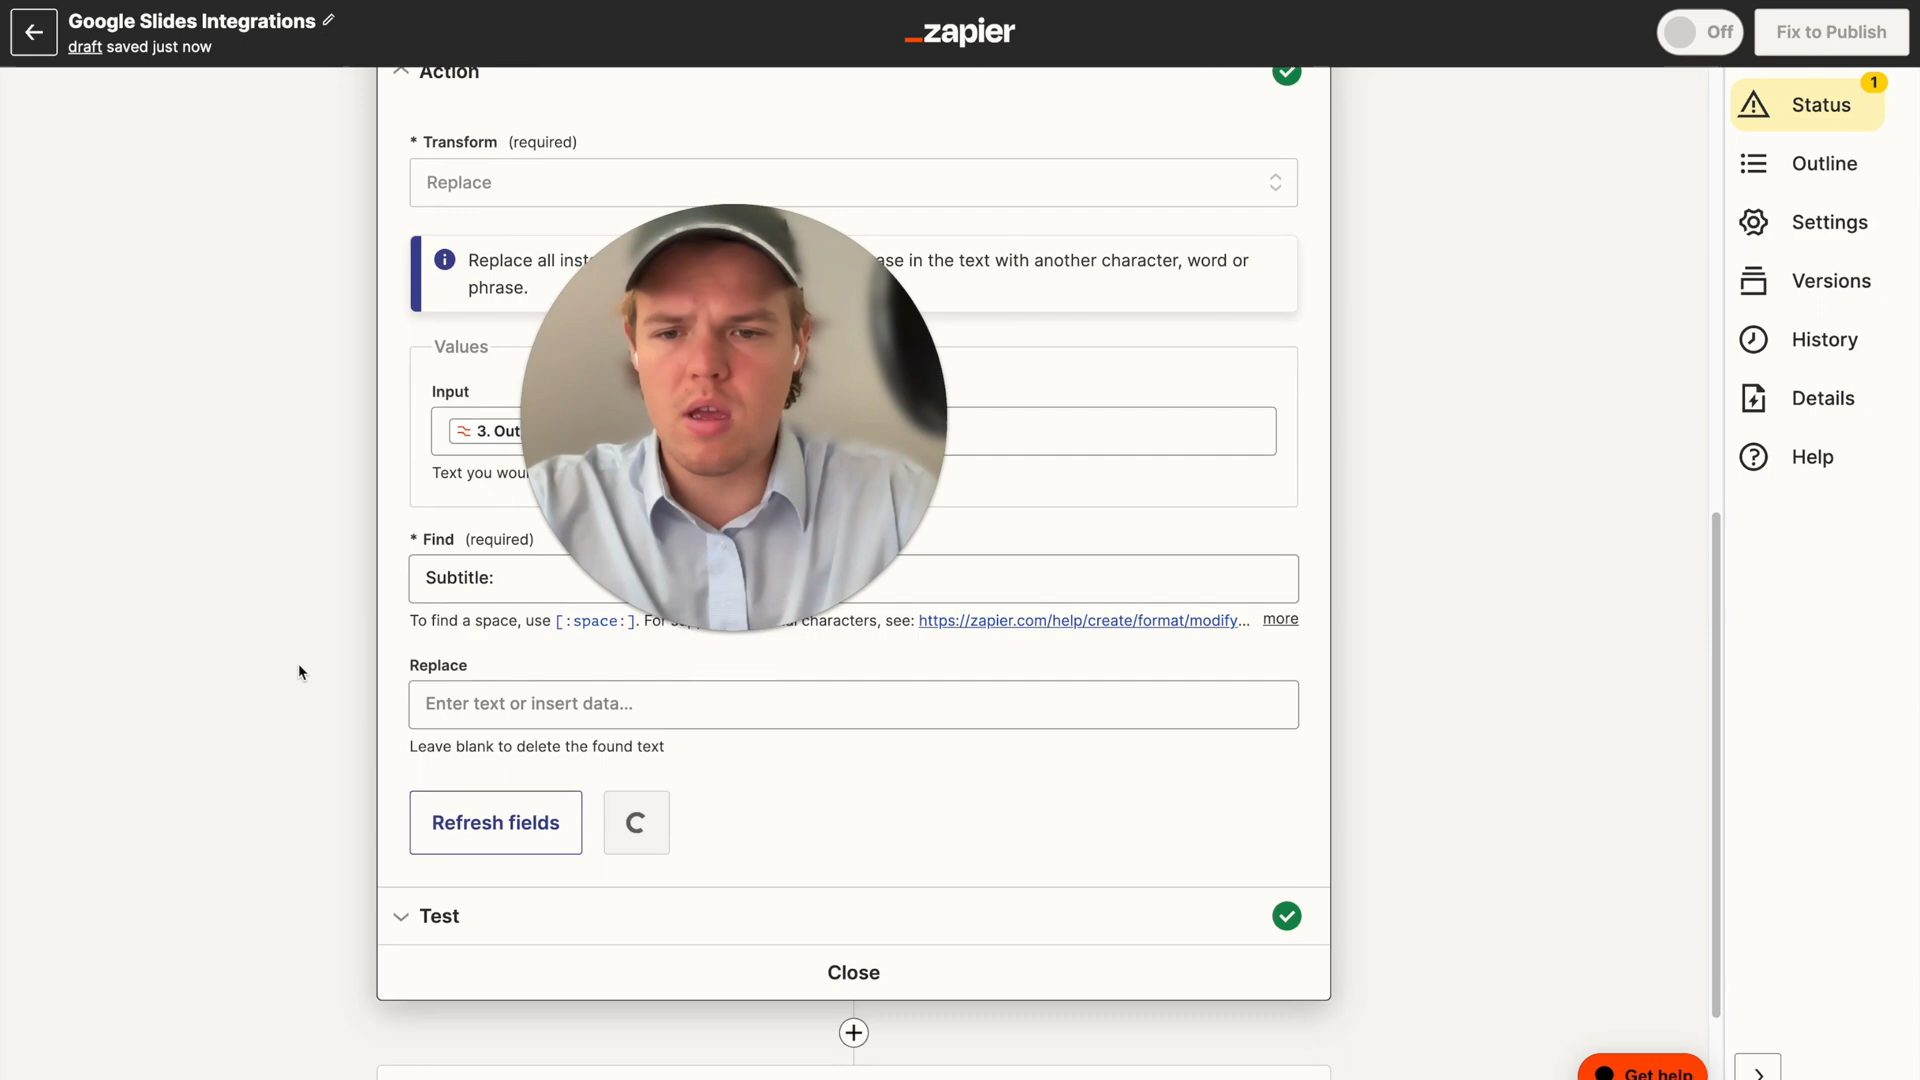 Google Slides Integrations
draft saved just now
zapier
Off
Fix to Publish
Action
* Transform (required)
Replace
Replace all ase in the text with another character, word or
phrase.
Values
Input
3. Out
Text you
* Find (required)
Subtitle:
To find a space, use [:space:]. characters, see: https://zapier.com/help/create/format/modify... more
Replace
Enter text or insert data...
Leave blank to delete the found text
Refresh fields
Test
Close
1
Status
Outline
Settings
Versions
History
Details
Help
Get help